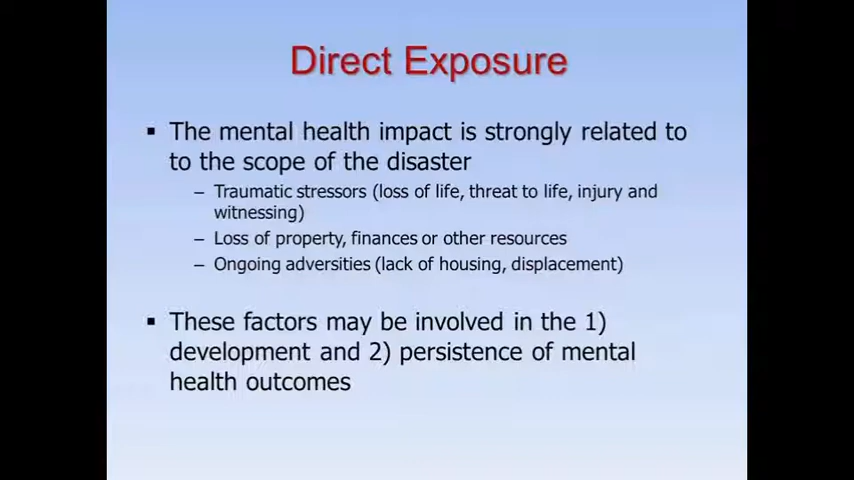 Direct Exposure
▪ The mental health impact is strongly related to
to the scope of the disaster
– Traumatic stressors (loss of life, threat to life, injury and
witnessing)
– Loss of property, finances or other resources
– Ongoing adversities (lack of housing, displacement)
▪ These factors may be involved in the 1)
development and 2) persistence of mental
health outcomes